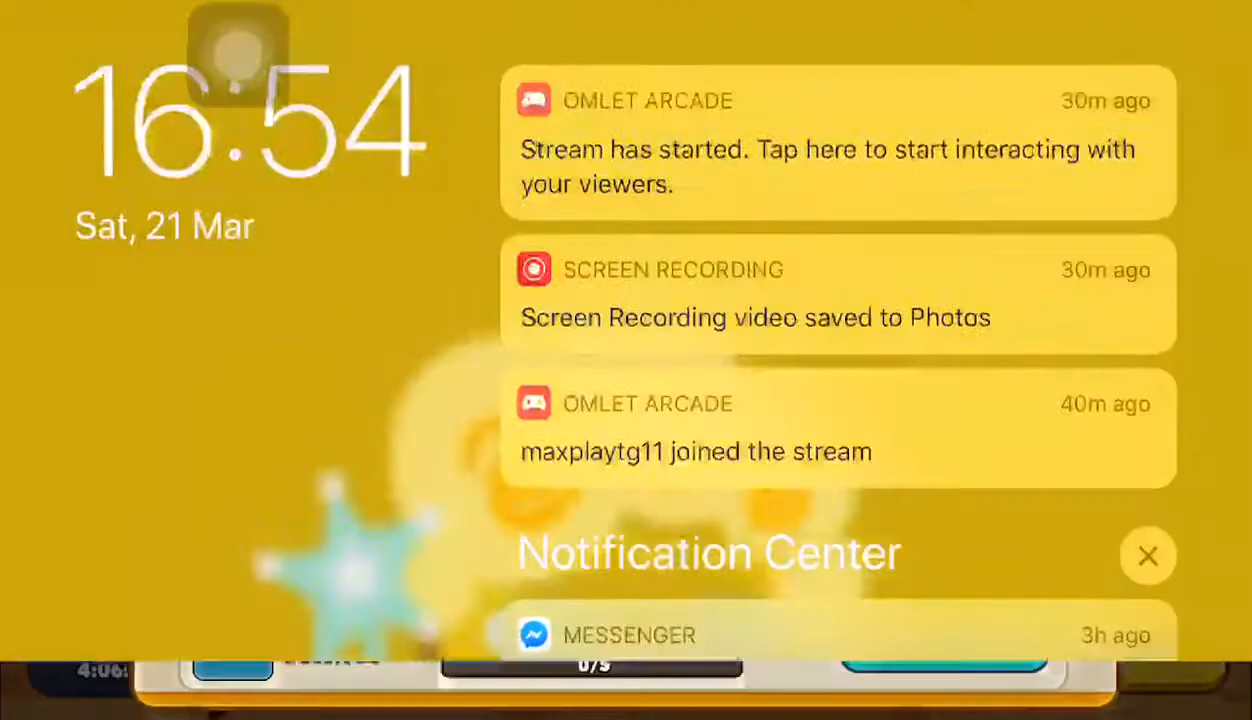 16:54
Sat, 21 Mar
OMLET ARCADE 30m ago
Stream has started. Tap here to start interacting with
your viewers.
SCREEN RECORDING 30m ago
Screen Recording video saved to Photos
OMLET ARCADE 40m ago
maxplaytg11 joined the stream
Notification Center
MESSENGER 3h ago
4:06:
0/5